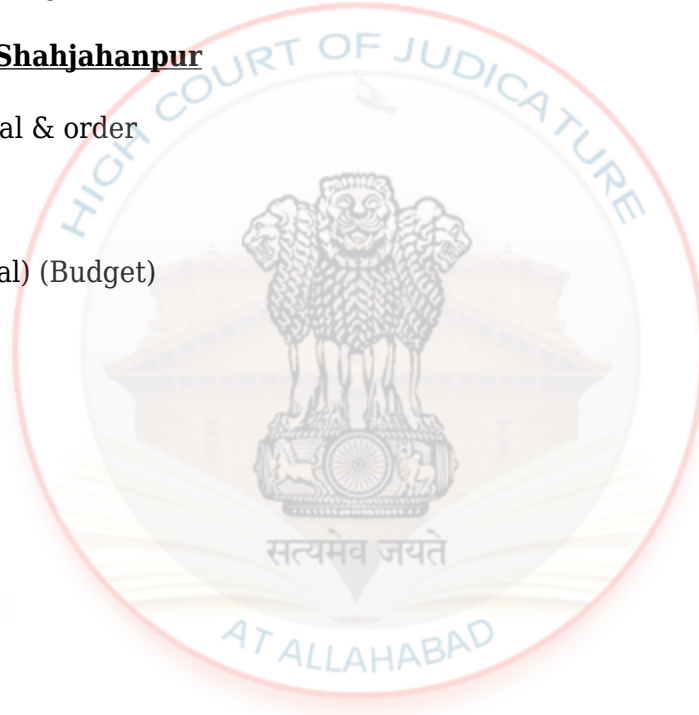 Shahjahanpur
al & order
al) (Budget)
HIGH COURT OF JUDICATURE
सत्यमेव जयते
AT ALLAHABAD